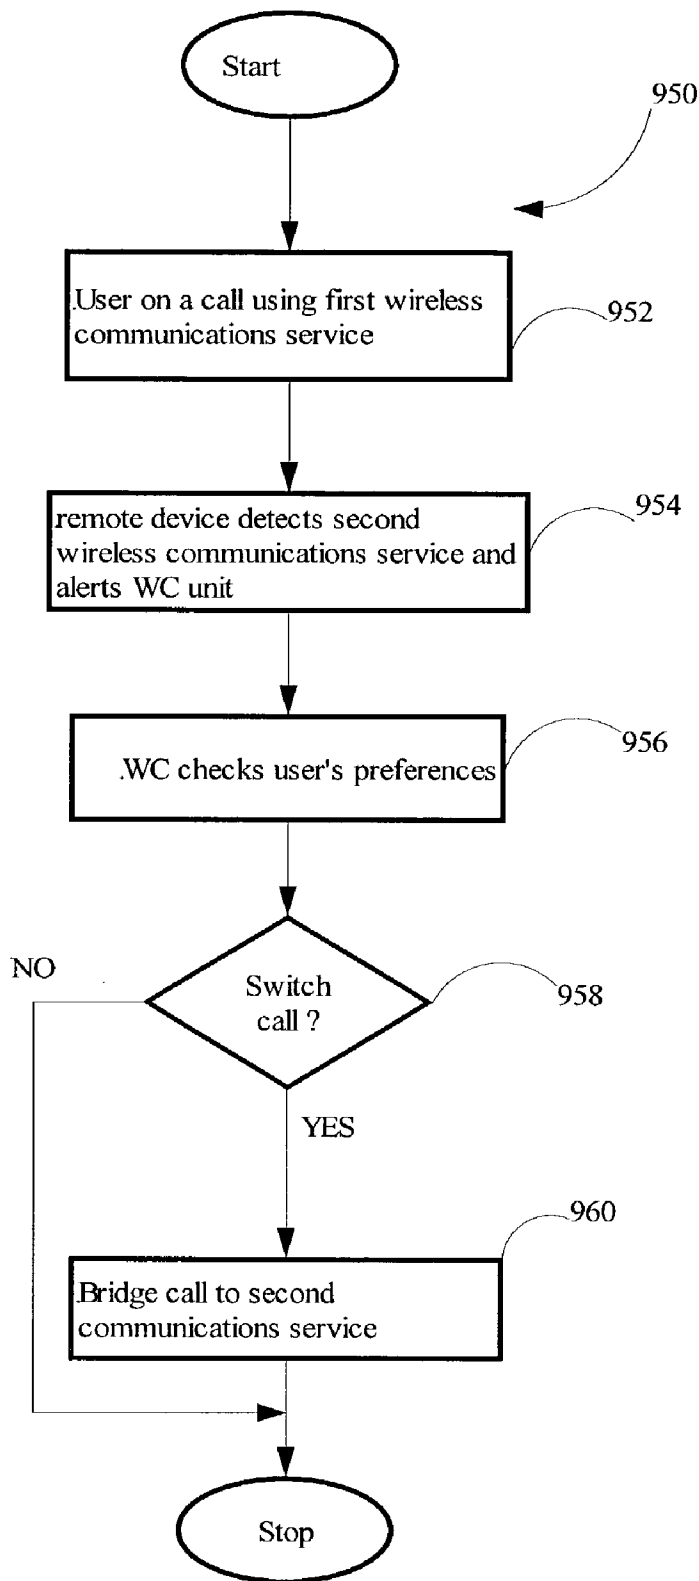 Start
950
.User on a call using first wireless
communications service
952
.remote device detects second
wireless communications service and
alerts WC unit
954
.WC checks user's preferences
956
Switch
call ?
958
NO
YES
960
.Bridge call to second
communications service
Stop